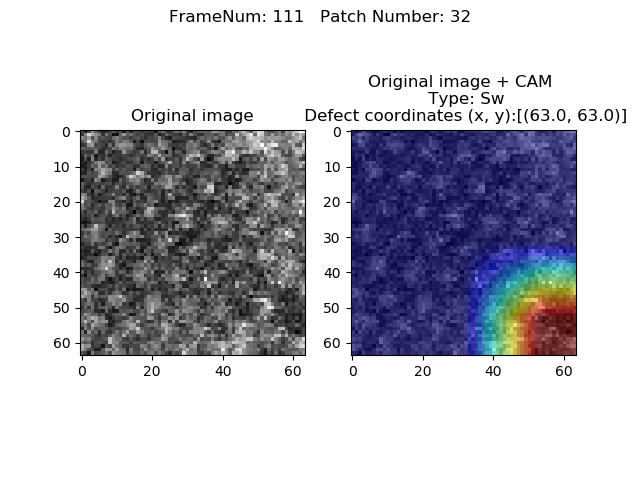 FrameNum: 111   Patch Number: 32
Original image
Original image + CAM
Type: Sw
Defect coordinates (x, y):[(63.0, 63.0)]
0
10
20
30
40
50
60
0 20 40 60
0
10
20
30
40
50
60
0 20 40 60